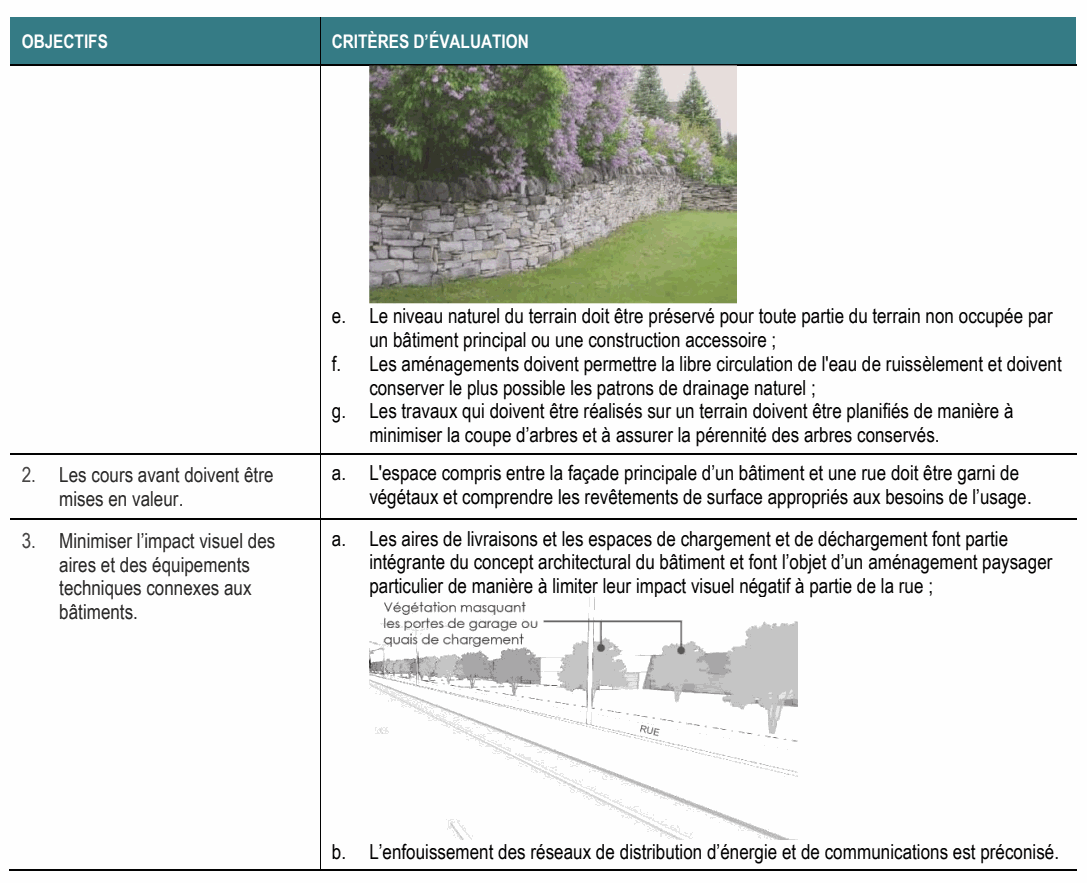 OBJECTIFS
CRITÈRES D'ÉVALUATION
e. Le niveau naturel du terrain doit être préservé pour toute partie du terrain non occupée par
un bâtiment principal ou une construction accessoire ;
f. Les aménagements doivent permettre la libre circulation de l'eau de ruissèlement et doivent
conserver le plus possible les patrons de drainage naturel ;
g. Les travaux qui doivent être réalisés sur un terrain doivent être planifiés de manière à
minimiser la coupe d'arbres et à assurer la pérennité des arbres conservés.
2. Les cours avant doivent être
mises en valeur.
a. L'espace compris entre la façade principale d'un bâtiment et une rue doit être garni de
végétaux et comprendre les revêtements de surface appropriés aux besoins de l'usage.
3. Minimiser l'impact visuel des
aires et des équipements
techniques connexes aux
bâtiments.
a. Les aires de livraisons et les espaces de chargement et de déchargement font partie
intégrante du concept architectural du bâtiment et font l'objet d'un aménagement paysager
particulier de manière à limiter leur impact visuel négatif à partie de la rue ;
Végétation masquant
les portes de garage ou
quais de chargement
RUE
b. L'enfouissement des réseaux de distribution d'énergie et de communications est préconisé.